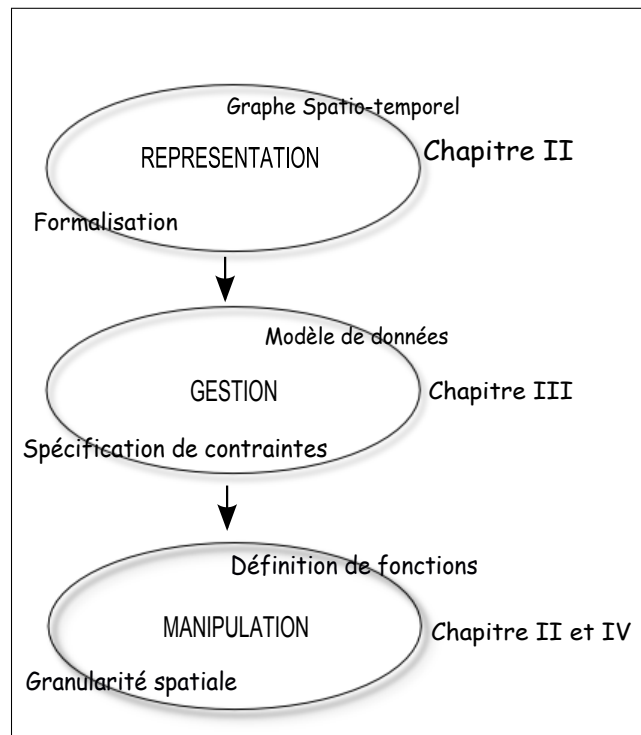 Graphe Spatio-temporel
REPRESENTATION
Chapitre II
Formalisation
Modèle de données
GESTION
Chapitre III
Spécification de contraintes
Définition de fonctions
MANIPULATION
Chapitre II et IV
Granularité spatiale